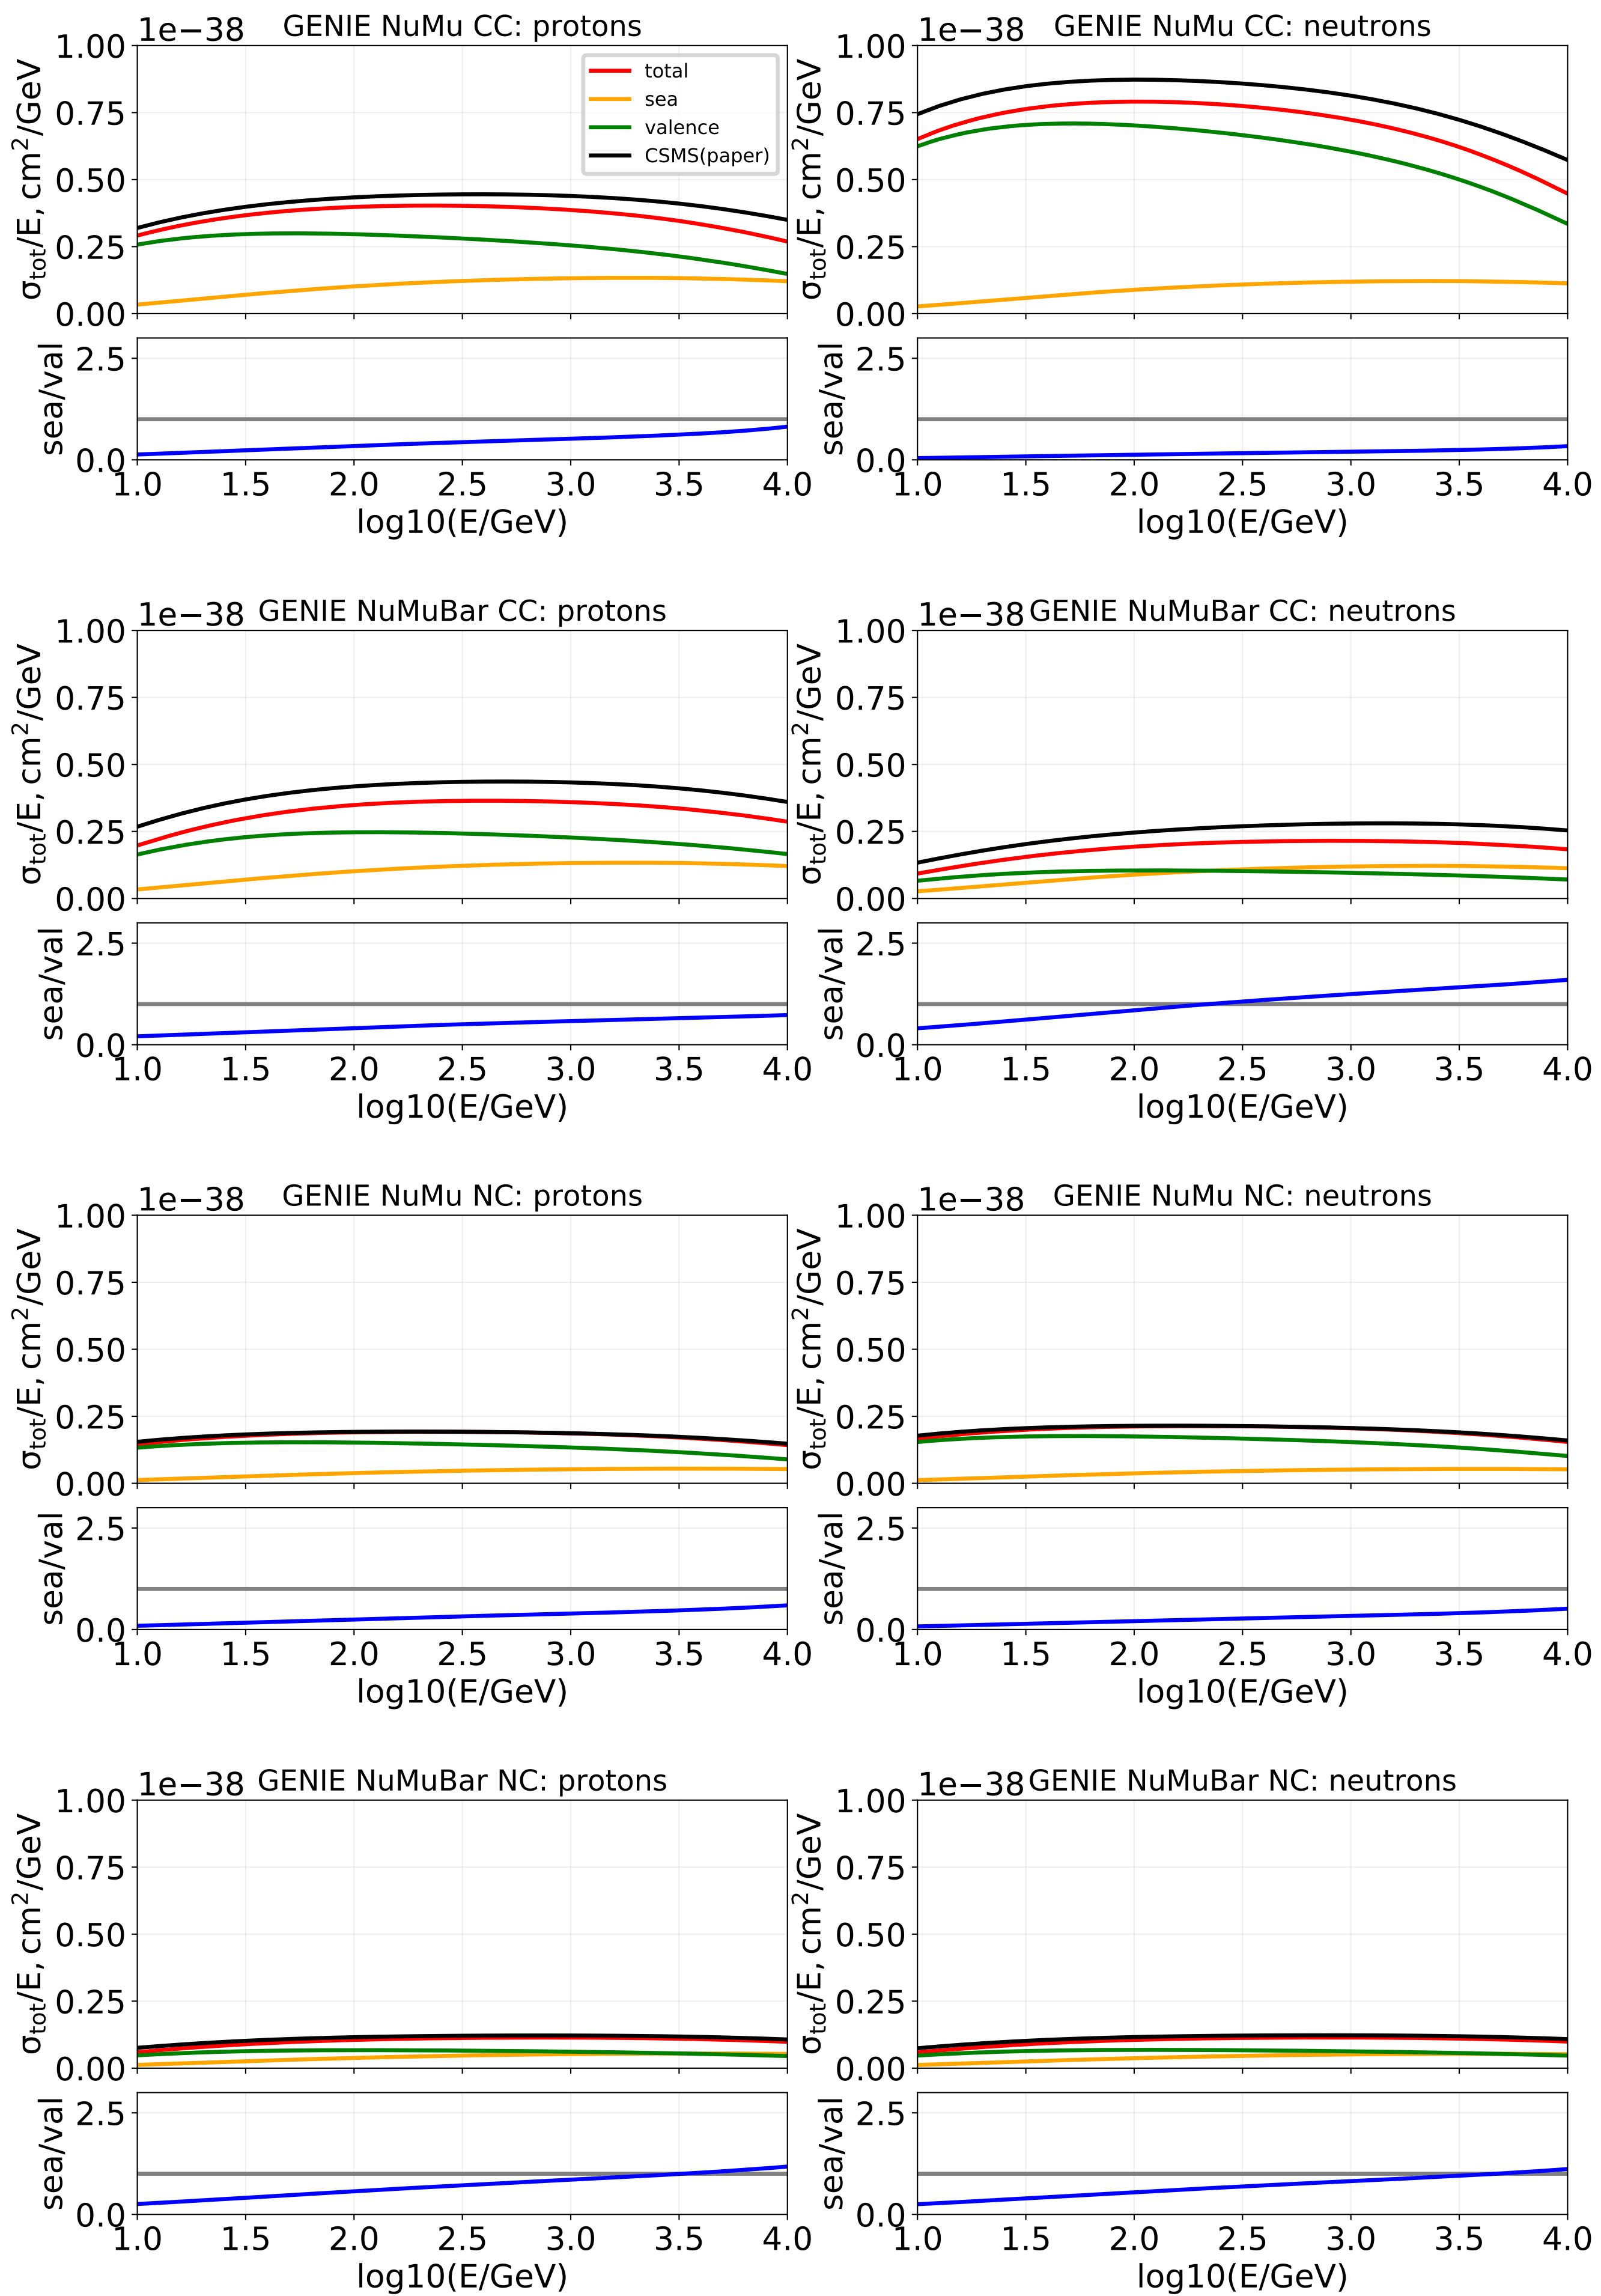 1e−38 GENIE NuMu CC: protons
σtot/E, cm²/GeV
1.00
0.75
0.50
0.25
0.00
total
sea
valence
CSMS(paper)
sea/val
2.5
0.0
1.0 1.5 2.0 2.5 3.0 3.5 4.0
log10(E/GeV)
1e−38 GENIE NuMu CC: neutrons
σtot/E, cm²/GeV
1.00
0.75
0.50
0.25
0.00
sea/val
2.5
0.0
1.0 1.5 2.0 2.5 3.0 3.5 4.0
log10(E/GeV)
1e−38 GENIE NuMuBar CC: protons
σtot/E, cm²/GeV
1.00
0.75
0.50
0.25
0.00
sea/val
2.5
0.0
1.0 1.5 2.0 2.5 3.0 3.5 4.0
log10(E/GeV)
1e−38 GENIE NuMuBar CC: neutrons
σtot/E, cm²/GeV
1.00
0.75
0.50
0.25
0.00
sea/val
2.5
0.0
1.0 1.5 2.0 2.5 3.0 3.5 4.0
log10(E/GeV)
1e−38 GENIE NuMu NC: protons
σtot/E, cm²/GeV
1.00
0.75
0.50
0.25
0.00
sea/val
2.5
0.0
1.0 1.5 2.0 2.5 3.0 3.5 4.0
log10(E/GeV)
1e−38 GENIE NuMu NC: neutrons
σtot/E, cm²/GeV
1.00
0.75
0.50
0.25
0.00
sea/val
2.5
0.0
1.0 1.5 2.0 2.5 3.0 3.5 4.0
log10(E/GeV)
1e−38 GENIE NuMuBar NC: protons
σtot/E, cm²/GeV
1.00
0.75
0.50
0.25
0.00
sea/val
2.5
0.0
1.0 1.5 2.0 2.5 3.0 3.5 4.0
log10(E/GeV)
1e−38 GENIE NuMuBar NC: neutrons
σtot/E, cm²/GeV
1.00
0.75
0.50
0.25
0.00
sea/val
2.5
0.0
1.0 1.5 2.0 2.5 3.0 3.5 4.0
log10(E/GeV)